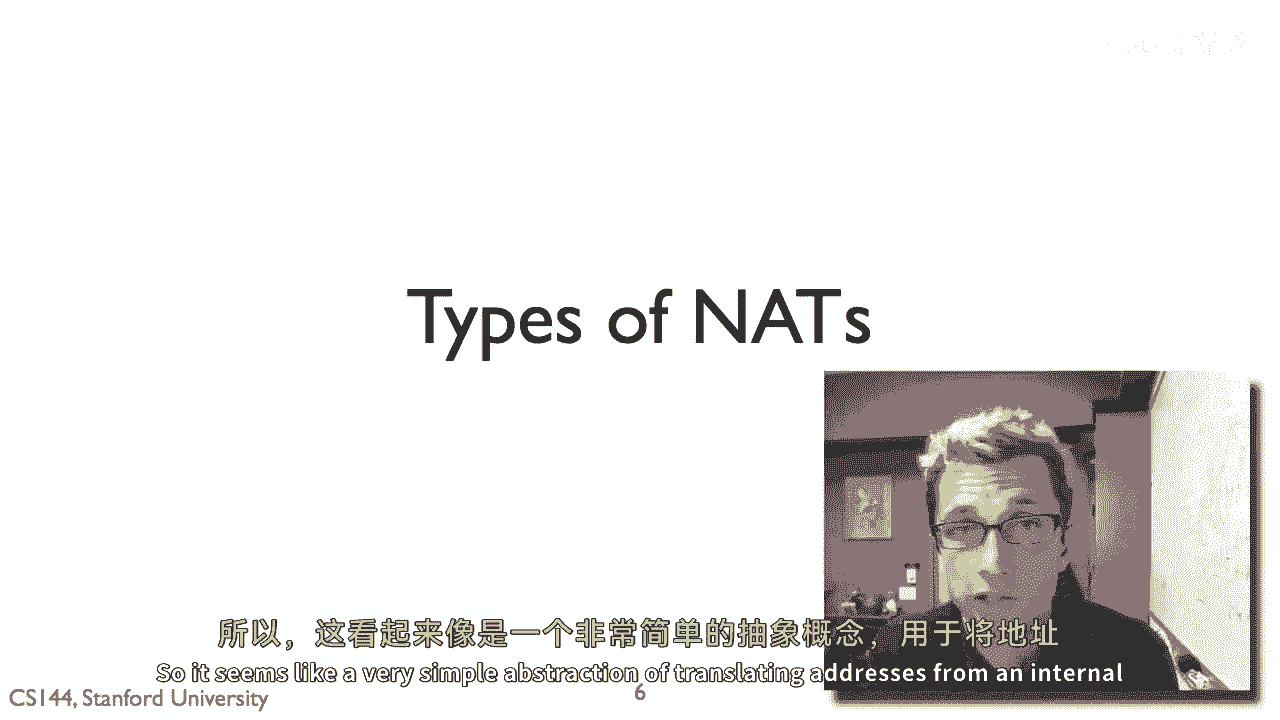 Types of NATs
所以，这看起来像是一个非常简单的抽象概念，用于将地址
So it seems like a very simple abstraction of translating addresses from an internal
CS144, Stanford University
6